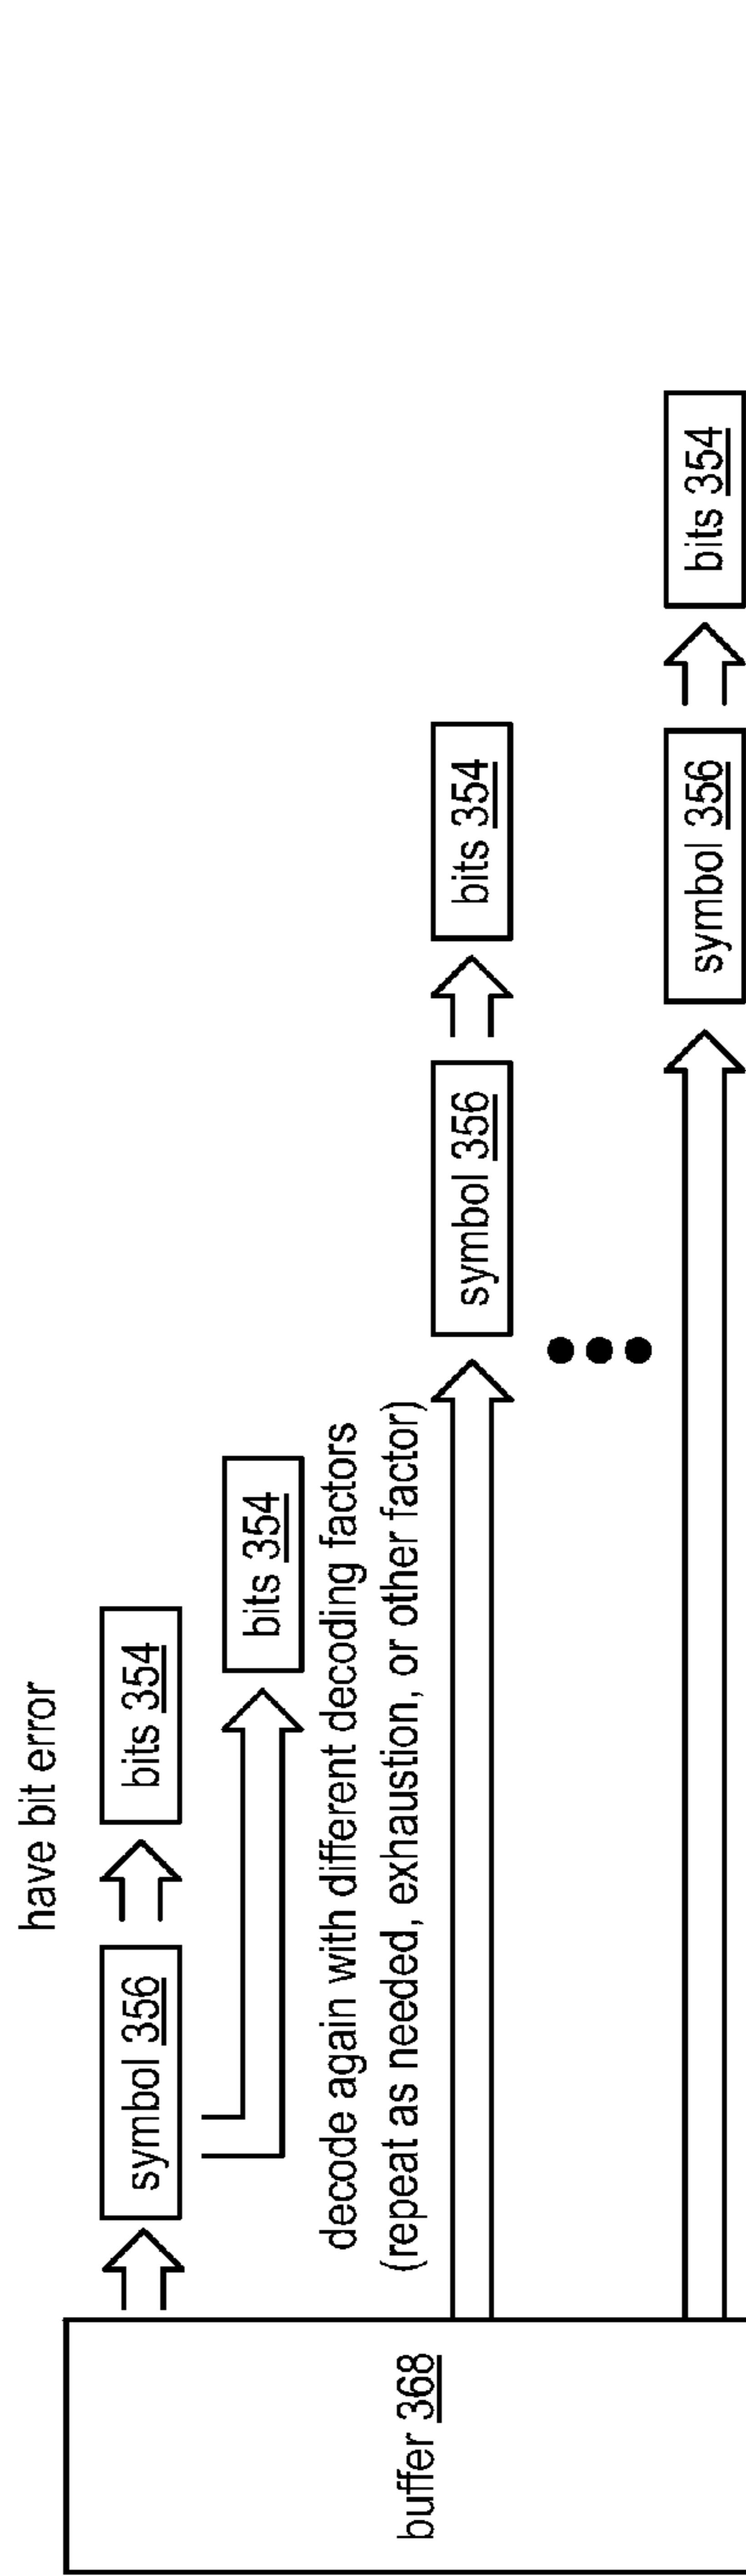 have bit error
symbol 356
bits 354
bits 354
decode again with different decoding factors
(repeat as needed, exhaustion, or other factor)
buffer 368
symbol 356
bits 354
symbol 356
bits 354